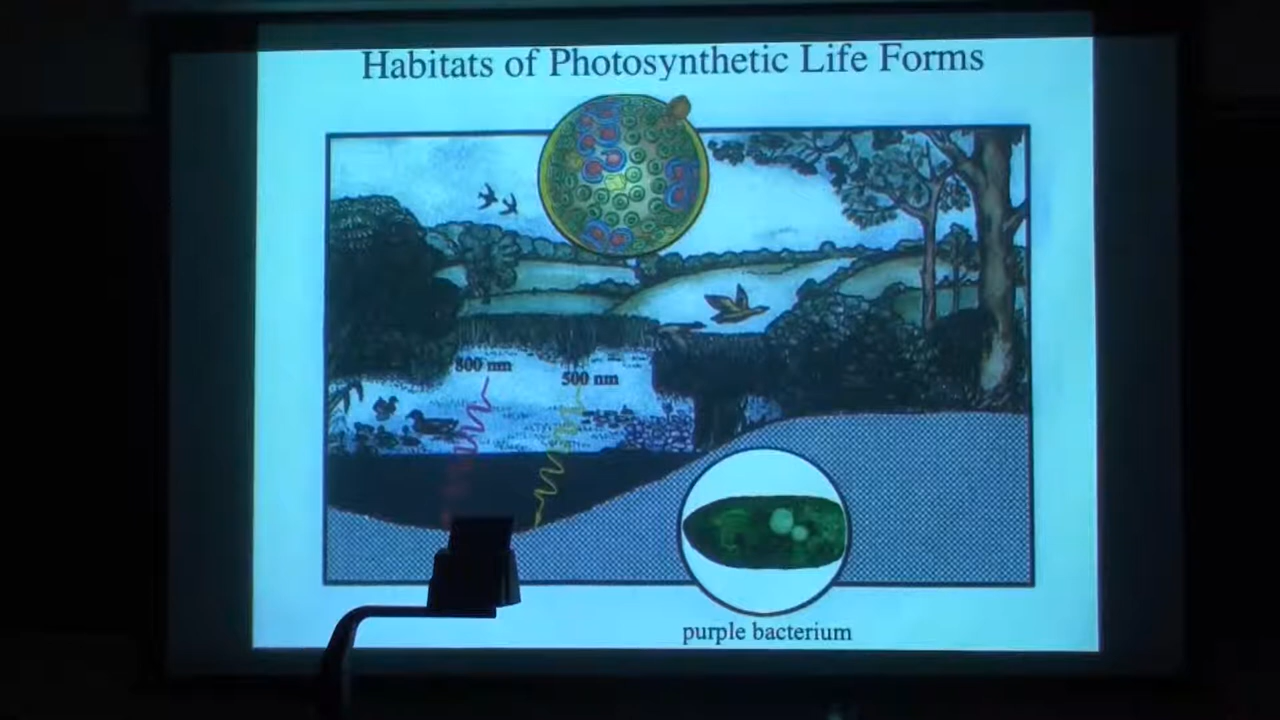 Habitats of Photosynthetic Life Forms
800 nm
500 nm
purple bacterium